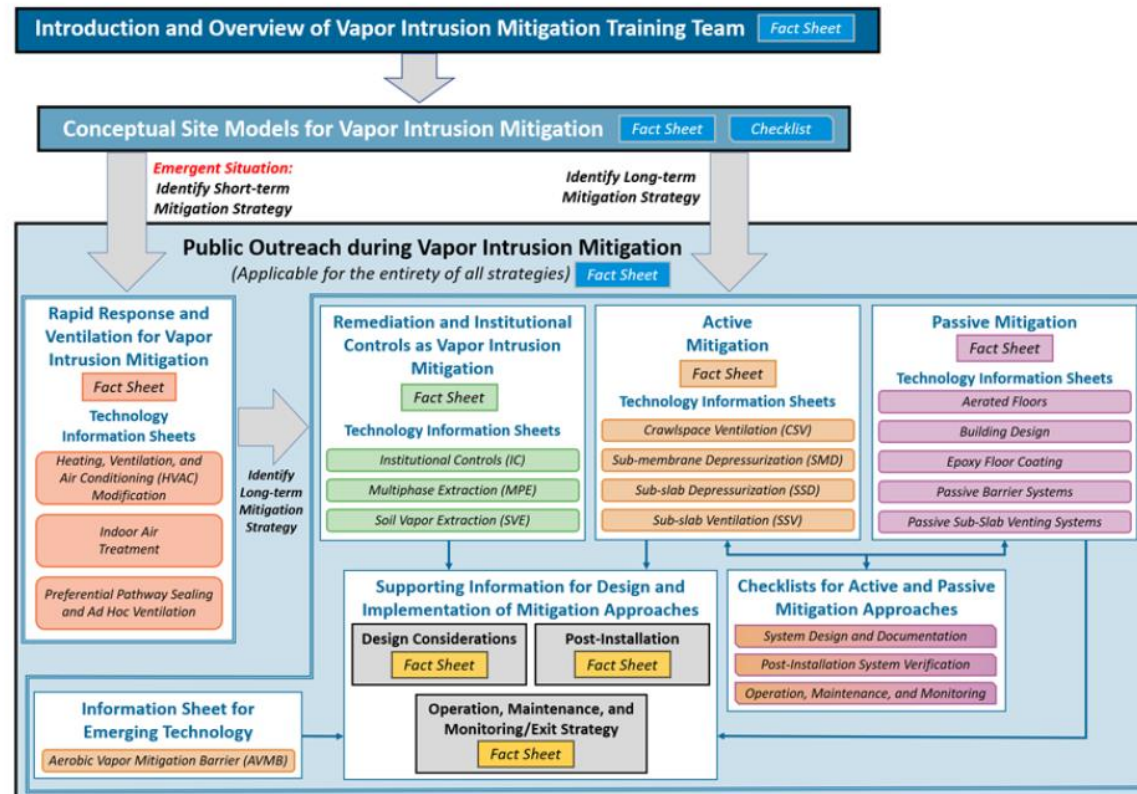 Introduction and Overview of Vapor Intrusion Mitigation Training Team Fact Sheet
Conceptual Site Models for Vapor Intrusion Mitigation Fact Sheet Checklist
Emergent Situation:
Identify Short-term
Mitigation Strategy
Identify Long-term
Mitigation Strategy
Public Outreach during Vapor Intrusion Mitigation
(Applicable for the entirety of all strategies) Fact Sheet
Rapid Response and
Ventilation for Vapor
Intrusion Mitigation
Fact Sheet
Technology
Information Sheets
Heating, Ventilation, and
Air Conditioning (HVAC)
Modification
Indoor Air
Treatment
Preferential Pathway Sealing
and Ad Hoc Ventilation
Identify
Long-term
Mitigation
Strategy
Remediation and Institutional
Controls as Vapor Intrusion
Mitigation
Fact Sheet
Technology Information Sheets
Institutional Controls (IC)
Multiphase Extraction (MPE)
Soil Vapor Extraction (SVE)
Active
Mitigation
Fact Sheet
Technology Information Sheets
Crawlspace Ventilation (CSV)
Sub-membrane Depressurization (SMD)
Sub-slab Depressurization (SSD)
Sub-slab Ventilation (SSV)
Passive Mitigation
Fact Sheet
Technology Information Sheets
Aerated Floors
Building Design
Epoxy Floor Coating
Passive Barrier Systems
Passive Sub-Slab Venting Systems
Supporting Information for Design and
Implementation of Mitigation Approaches
Design Considerations
Fact Sheet
Post-Installation
Fact Sheet
Operation, Maintenance, and
Monitoring/Exit Strategy
Fact Sheet
Checklists for Active and Passive
Mitigation Approaches
System Design and Documentation
Post-Installation System Verification
Operation, Maintenance, and Monitoring
Information Sheet for
Emerging Technology
Aerobic Vapor Mitigation Barrier (AVMB)